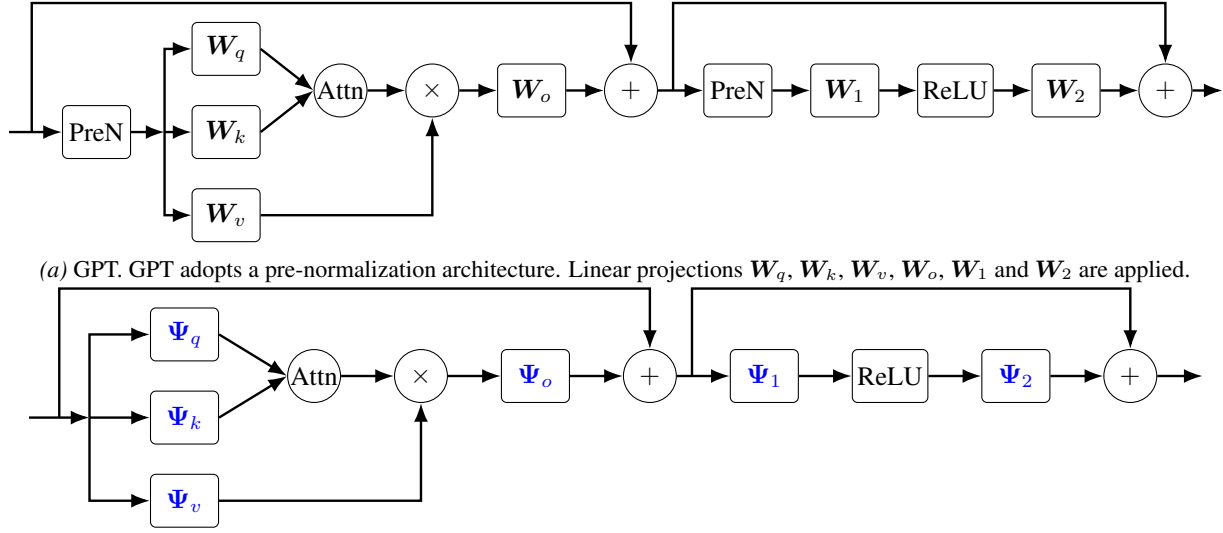 W_q
Attn × W_o + PreN W_1 ReLU W_2 +
PreN W_k
W_v
(a) GPT. GPT adopts a pre-normalization architecture. Linear projections W_q, W_k, W_v, W_o, W_1 and W_2 are applied.
Ψ_q
Attn × Ψ_o + Ψ_1 ReLU Ψ_2 +
Ψ_k
Ψ_v